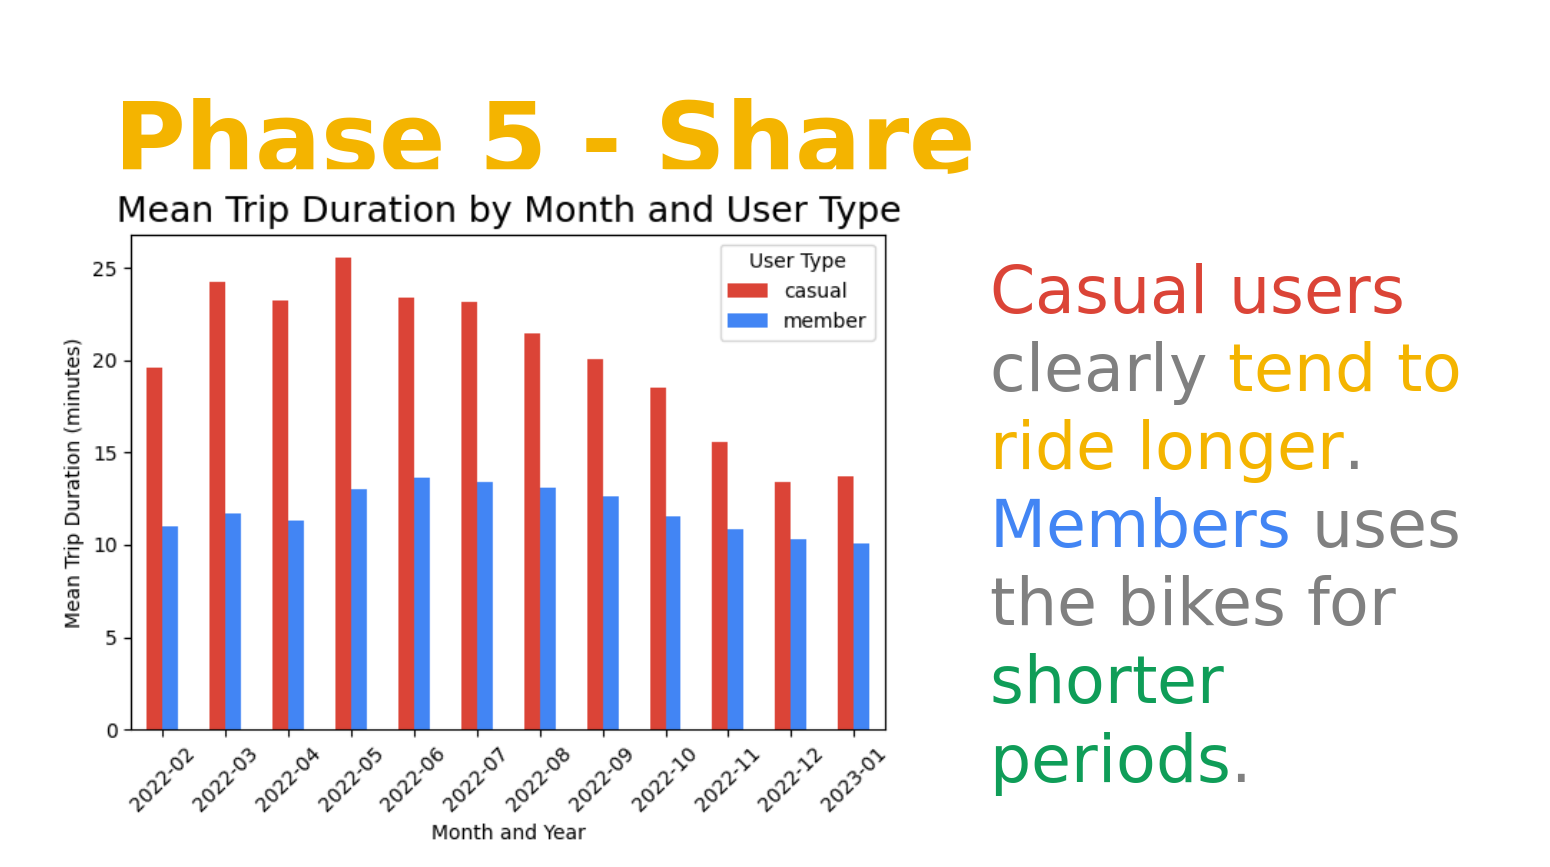 Phase 5 - Share
Mean Trip Duration by Month and User Type
Mean Trip Duration (minutes)
25
20
15
10
5
0
User Type
casual
member
2022-02
2022-03
2022-04
2022-05
2022-06
2022-07
2022-08
2022-09
2022-10
2022-11
2022-12
2023-01
Month and Year
Casual users
clearly tend to
ride longer.
Members uses
the bikes for
shorter
periods.